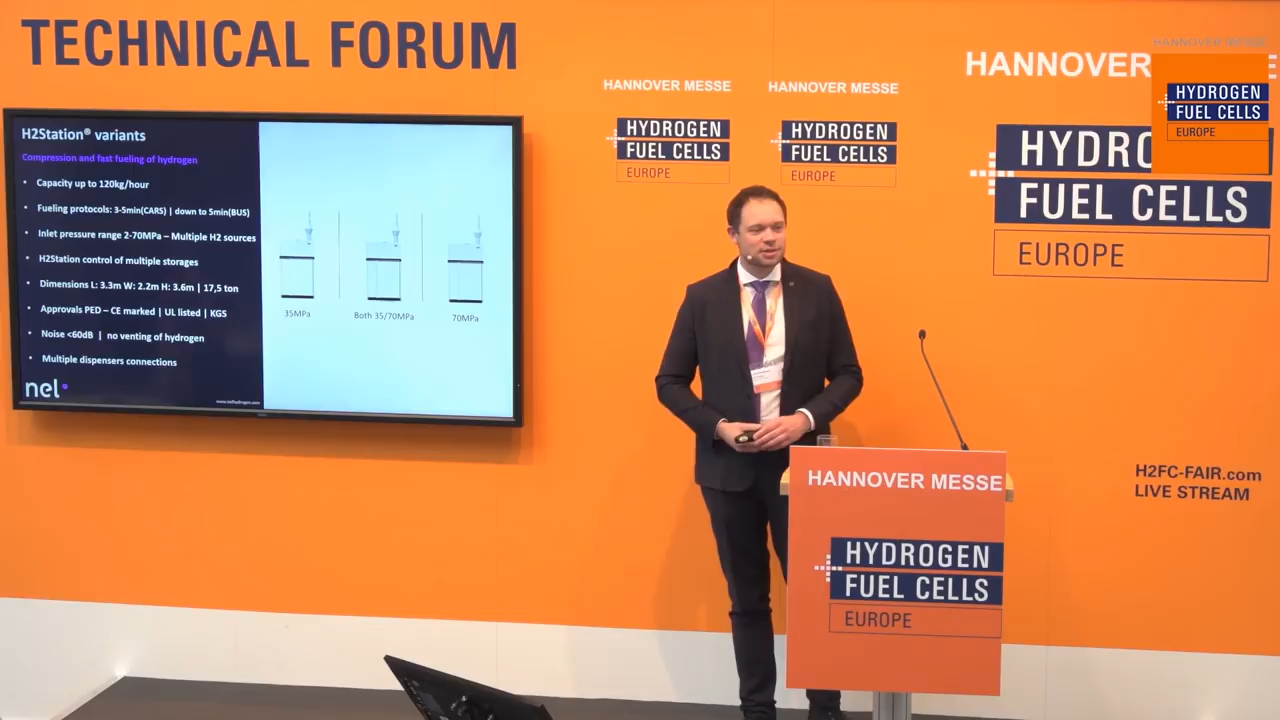 TECHNICAL FORUM
H2Station® variants
Compression and fast fueling of hydrogen
• Capacity up to 120kg/hour
• Fueling protocols: 3-5min(CARS) | down to 5min(BUS)
• Inlet pressure range 2-70MPa – Multiple H2 sources
• H2Station control of multiple storages
• Dimensions L: 3.3m W: 2.2m H: 3.6m | 17,5 ton
• Approvals PED – CE marked | UL listed | KGS
• Noise <60dB | no venting of hydrogen
• Multiple dispensers connections
nel
www.nelhydrogen.com
35MPa
Both 35/70MPa
70MPa
HANNOVER MESSE
HYDROGEN
FUEL CELLS
EUROPE
HANNOVER MESSE
HYDROGEN
FUEL CELLS
EUROPE
HANNOVER
HYDRO
FUEL CELLS
EUROPE
HANNOVER MESSE
HYDROGEN
FUEL CELLS
EUROPE
H2FC-FAIR.com
LIVE STREAM
HANNOVER MESSE
HYDROGEN
FUEL CELLS
EUROPE